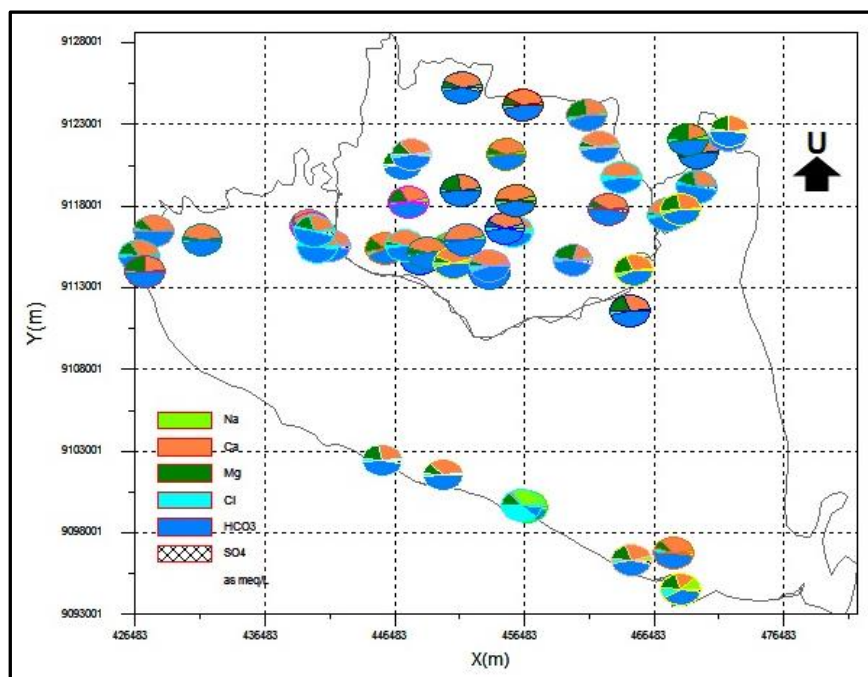 9128001
9123001
9118001
9113001
9108001
9103001
9098001
9093001
Y(m)
U
Na
Ca
Mg
Cl
HCO3
SO4
as meq/L
426483 436483 446483 456483 466483 476483
X(m)